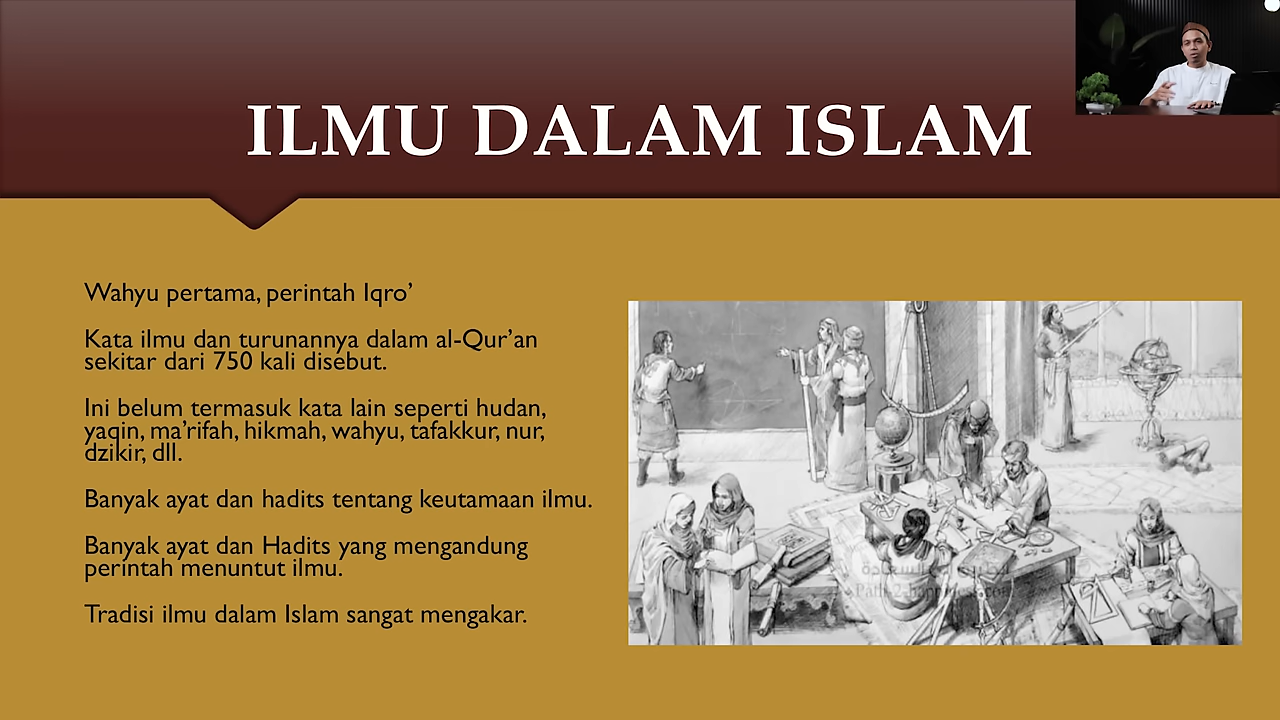 ILMU DALAM ISLAM
Wahyu pertama, perintah Iqro’
Kata ilmu dan turunannya dalam al-Qur’an
sekitar dari 750 kali disebut.
Ini belum termasuk kata lain seperti hudan,
yaqin, ma’rifah, hikmah, wahyu, tafakkur, nur,
dzikir, dll.
Banyak ayat dan hadits tentang keutamaan ilmu.
Banyak ayat dan Hadits yang mengandung
perintah menuntut ilmu.
Tradisi ilmu dalam Islam sangat mengakar.